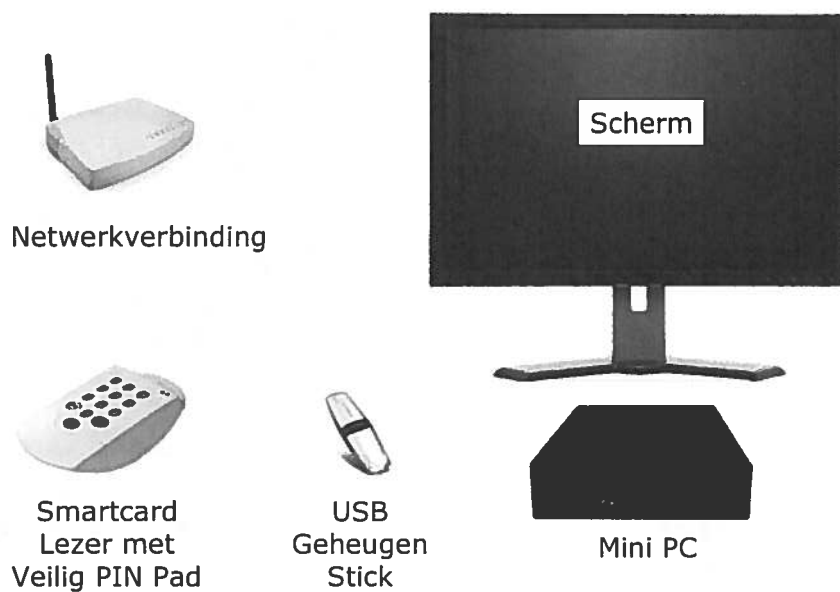 Scherm
Netwerkverbinding
Smartcard
Lezer met
Veilig PIN Pad
USB
Geheugen
Stick
Mini PC